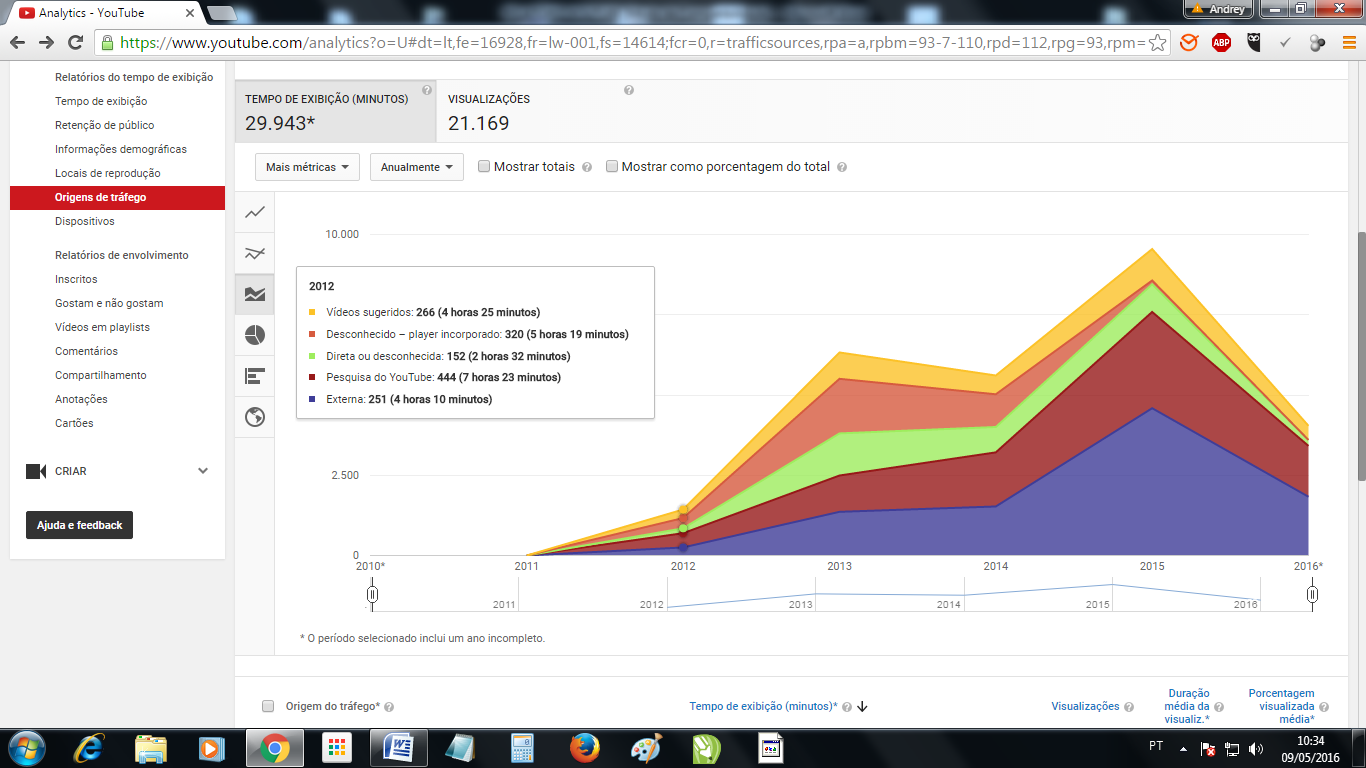 Analytics - YouTube
Andrey
https://www.youtube.com/analytics?o=U#dt=lt,fe=16928,fr=lw-001,fs=14614;fcr=0,r=trafficsources,rpa=a,rpbm=93-7-110,rpd=112,rpg=93,rpm=
ABP
Relatórios do tempo de exibição
Tempo de exibição
Retenção de público
Informações demográficas
Locais de reprodução
Origens de tráfego
Dispositivos
Relatórios de envolvimento
Inscritos
Gostam e não gostam
Vídeos em playlists
Comentários
Compartilhamento
Anotações
Cartões
CRIAR
Ajuda e feedback
TEMPO DE EXIBIÇÃO (MINUTOS) ?
29.943*
VISUALIZAÇÕES ?
21.169
Mais métricas Anualmente Mostrar totais ? Mostrar como porcentagem do total ?
10.000
2012
Vídeos sugeridos: 266 (4 horas 25 minutos)
Desconhecido – player incorporado: 320 (5 horas 19 minutos)
Direta ou desconhecida: 152 (2 horas 32 minutos)
Pesquisa do YouTube: 444 (7 horas 23 minutos)
Externa: 251 (4 horas 10 minutos)
2.500
0
2010* 2011 2012 2013 2014 2015 2016*
2011 2012 2013 2014 2015 2016
* O período selecionado inclui um ano incompleto.
Origem do tráfego* ? Tempo de exibição (minutos)* ? Visualizações ?
Duração
média da
visualiz.* ?
Porcentagem
visualizada
média* ?
PT
10:34
09/05/2016